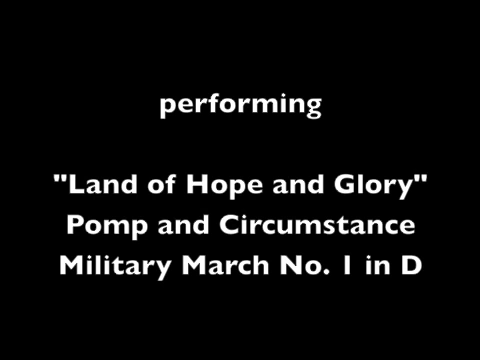 performing
"Land of Hope and Glory"
Pomp and Circumstance
Military March No. 1 in D